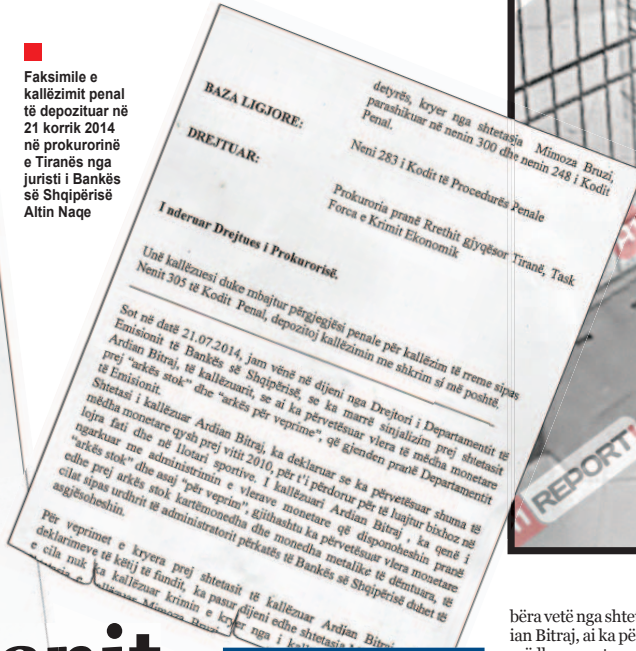 Faksimile e
kallëzimit penal
të depozituar në
21 korrik 2014
në prokurorinë
e Tiranës nga
juristi i Bankës
së Shqipërisë
Altin Naqe
detyrës, kryer nga shtetasja Mimoza Bruzi,
parashikuar në nenin 300 dhe nenin 248 i Kodit
Penal.
BAZA LIGJORE:
Neni 283 i Kodit të Procedurës Penale
DREJTUAR:
Prokuroria pranë Rrethit gjyqësor Tiranë, Task
Forca e Krimit Ekonomik
I nderuar Drejtues i Prokurorisë.
Unë kallëzuesi duke mbajtur përgjegjësi penale për kallëzim të rreme sipas
Nenit 305 të Kodit Penal, depozitoj kallëzimin me shkrim si më poshtë.
Sot në datë 21.07.2014, jam vënë në dijeni nga Drejtori i Departamentit të
Emisionit të Bankës së Shqipërisë, se ka marrë sinjalizim prej shtetasit
Ardian Bitraj, të kallëzuarit, se ai ka përvetësuar vlera të mëdha monetare
prej "arkës stok" dhe "arkës për veprime", që gjenden pranë Departamentit
të Emisionit.
Shtetasi i kallëzuar Ardian Bitraj, ka deklaruar se ka përvetësuar shuma të
mëdha monetare qysh prej vitit 2010, për t'i përdorur për të luajtur bixhoz në
lojra fati dhe në llotari sportive. I kallëzuari Ardian Bitraj , ka qenë i
ngarkuar me administrimin e vlerave monetare që disponoheshin pranë
"arkës stok" dhe asaj "për veprim", gjithashtu ka përvetësuar vlera monetare
edhe prej arkës stok kartëmonedha dhe monedha metalike të dëmtuara, të
cilat sipas urdhrit të administratorit përkatës të Bankës së Shqipërisë duhet të
asgjësoheshin.
Për veprimet e kryera prej shtetasit të kallëzuar Ardian Bitraj
deklarimeve të këtij të fundit, ka pasur dijeni edhe shtetasja
e cila nuk ka kallëzuar krimin e kryer nga i
Mimoza Bruzi
REPORT
bëra vetë nga shte
ian Bitraj, ai ka pë